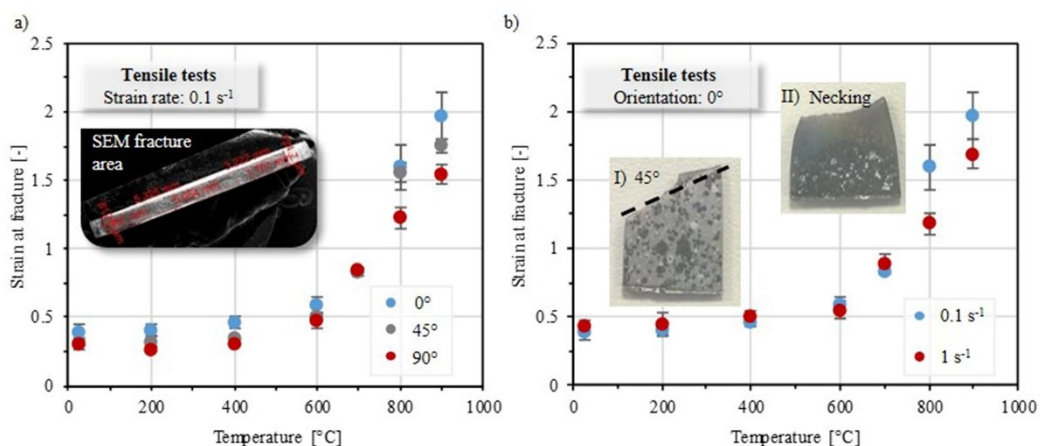 a)
2.5
2
1.5
1
0.5
0
Strain at fracture [-]
Tensile tests
Strain rate: 0.1 s⁻¹
SEM fracture
area
0°
45°
90°
0
200
400
600
800
1000
Temperature [°C]
b)
2.5
2
1.5
1
0.5
0
Strain at fracture [-]
Tensile tests
Orientation: 0°
II) Necking
I) 45°
0.1 s⁻¹
1 s⁻¹
0
200
400
600
800
1000
Temperature [°C]